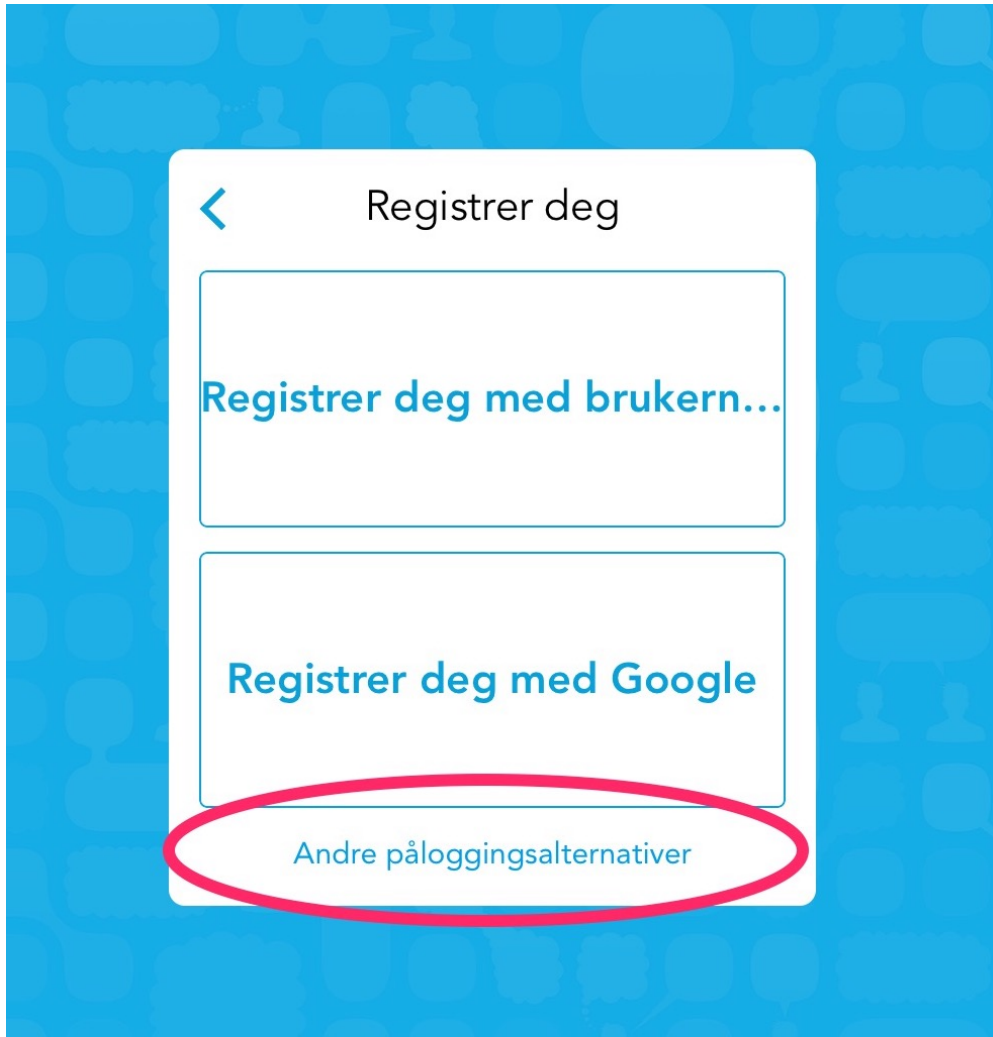 Registrer deg
Registrer deg med brukern...
Registrer deg med Google
Andre påloggingsalternativer